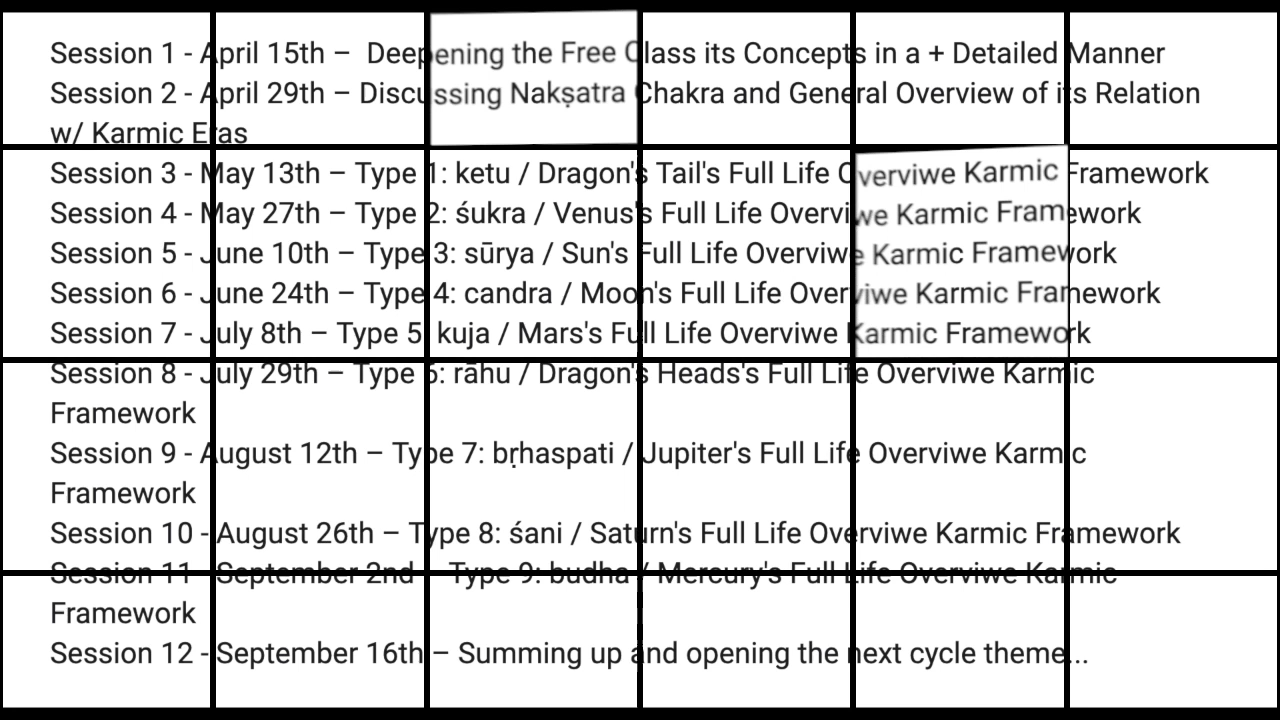 Session 1 - April 15th – Deepening the Free Class its Concepts in a + Detailed Manner
Session 2 - April 29th – Discussing Nakṣatra Chakra and General Overview of its Relation
w/ Karmic Eras
Session 3 - May 13th – Type 1: ketu / Dragon's Tail's Full Life Overviwe Karmic Framework
Session 4 - May 27th – Type 2: śukra / Venus's Full Life Overviwe Karmic Framework
Session 5 - June 10th – Type 3: sūrya / Sun's Full Life Overviwe Karmic Framework
Session 6 - June 24th – Type 4: candra / Moon's Full Life Overviwe Karmic Framework
Session 7 - July 8th – Type 5: kuja / Mars's Full Life Overviwe Karmic Framework
Session 8 - July 29th – Type 6: rāhu / Dragon's Heads's Full Life Overviwe Karmic
Framework
Session 9 - August 12th – Type 7: bṛhaspati / Jupiter's Full Life Overviwe Karmic
Framework
Session 10 - August 26th – Type 8: śani / Saturn's Full Life Overviwe Karmic Framework
Session 11 - September 2nd – Type 9: budha / Mercury's Full Life Overviwe Karmic
Framework
Session 12 - September 16th – Summing up and opening the next cycle theme...